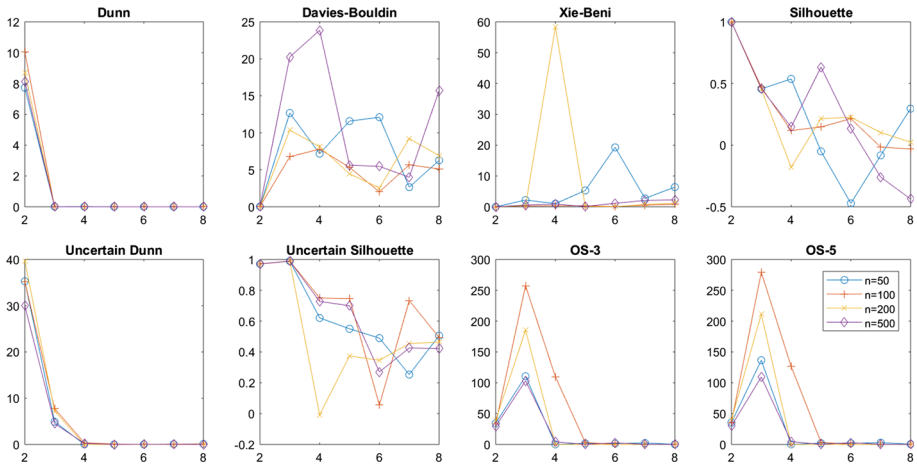 Dunn
12
10
8
6
4
2
0
2 4 6 8
Davies-Bouldin
25
20
15
10
5
0
2 4 6 8
Xie-Beni
60
50
40
30
20
10
0
2 4 6 8
Silhouette
1
0.5
0
-0.5
2 4 6 8
Uncertain Dunn
40
30
20
10
0
2 4 6 8
Uncertain Silhouette
1
0.8
0.6
0.4
0.2
0
-0.2
2 4 6 8
OS-3
300
250
200
150
100
50
0
2 4 6 8
OS-5
300
250
200
150
100
50
0
2 4 6 8
n=50
n=100
n=200
n=500